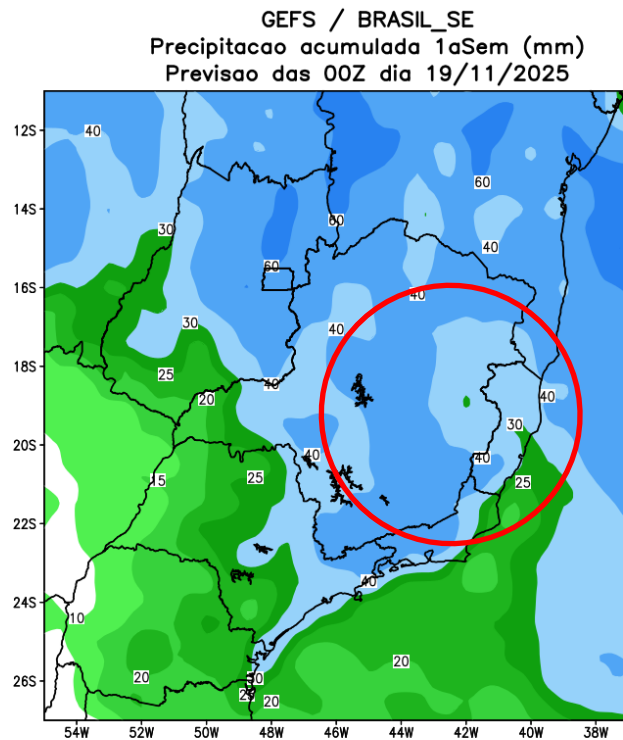 GEFS / BRASIL_SE
Precipitacao acumulada 1aSem (mm)
Previsao das 00Z dia 19/11/2025
12S
40
60
14S
30
60
40
60
16S
40
30
40
18S
25
40
40
20
30
20S
40
40
15
25
25
22S
40
24S
10
20
20
30
26S
25
20
54W
52W
50W
48W
46W
44W
42W
40W
38W